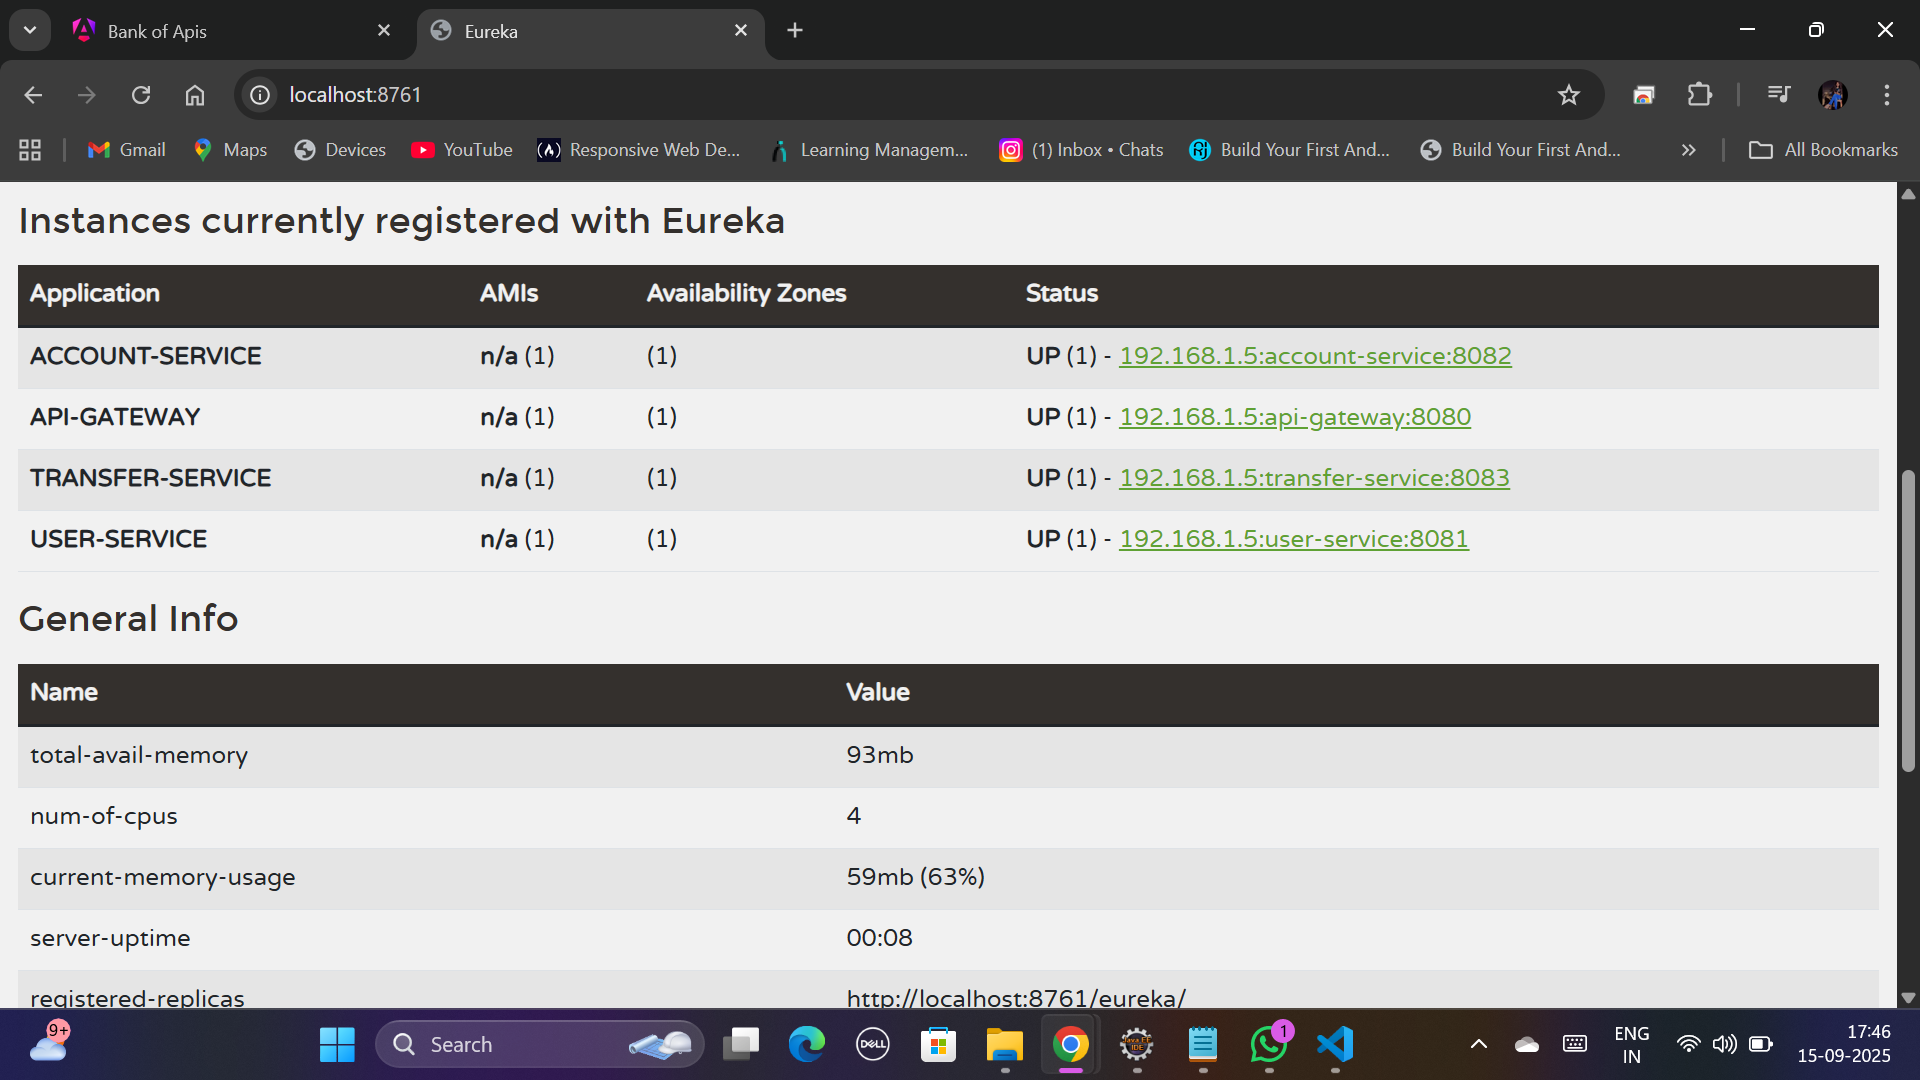 Bank of Apis
Eureka
localhost:8761
Gmail
Maps
Devices
YouTube
Responsive Web De...
Learning Managem...
(1) Inbox • Chats
Build Your First And...
Build Your First And...
All Bookmarks
Instances currently registered with Eureka
Application AMIs Availability Zones Status
ACCOUNT-SERVICE n/a (1) (1) UP (1) - 192.168.1.5:account-service:8082
API-GATEWAY n/a (1) (1) UP (1) - 192.168.1.5:api-gateway:8080
TRANSFER-SERVICE n/a (1) (1) UP (1) - 192.168.1.5:transfer-service:8083
USER-SERVICE n/a (1) (1) UP (1) - 192.168.1.5:user-service:8081
General Info
Name Value
total-avail-memory 93mb
num-of-cpus 4
current-memory-usage 59mb (63%)
server-uptime 00:08
registered-replicas http://localhost:8761/eureka/
9+
Search
DELL
Java EE
IDE
1
ENG
IN
17:46
15-09-2025